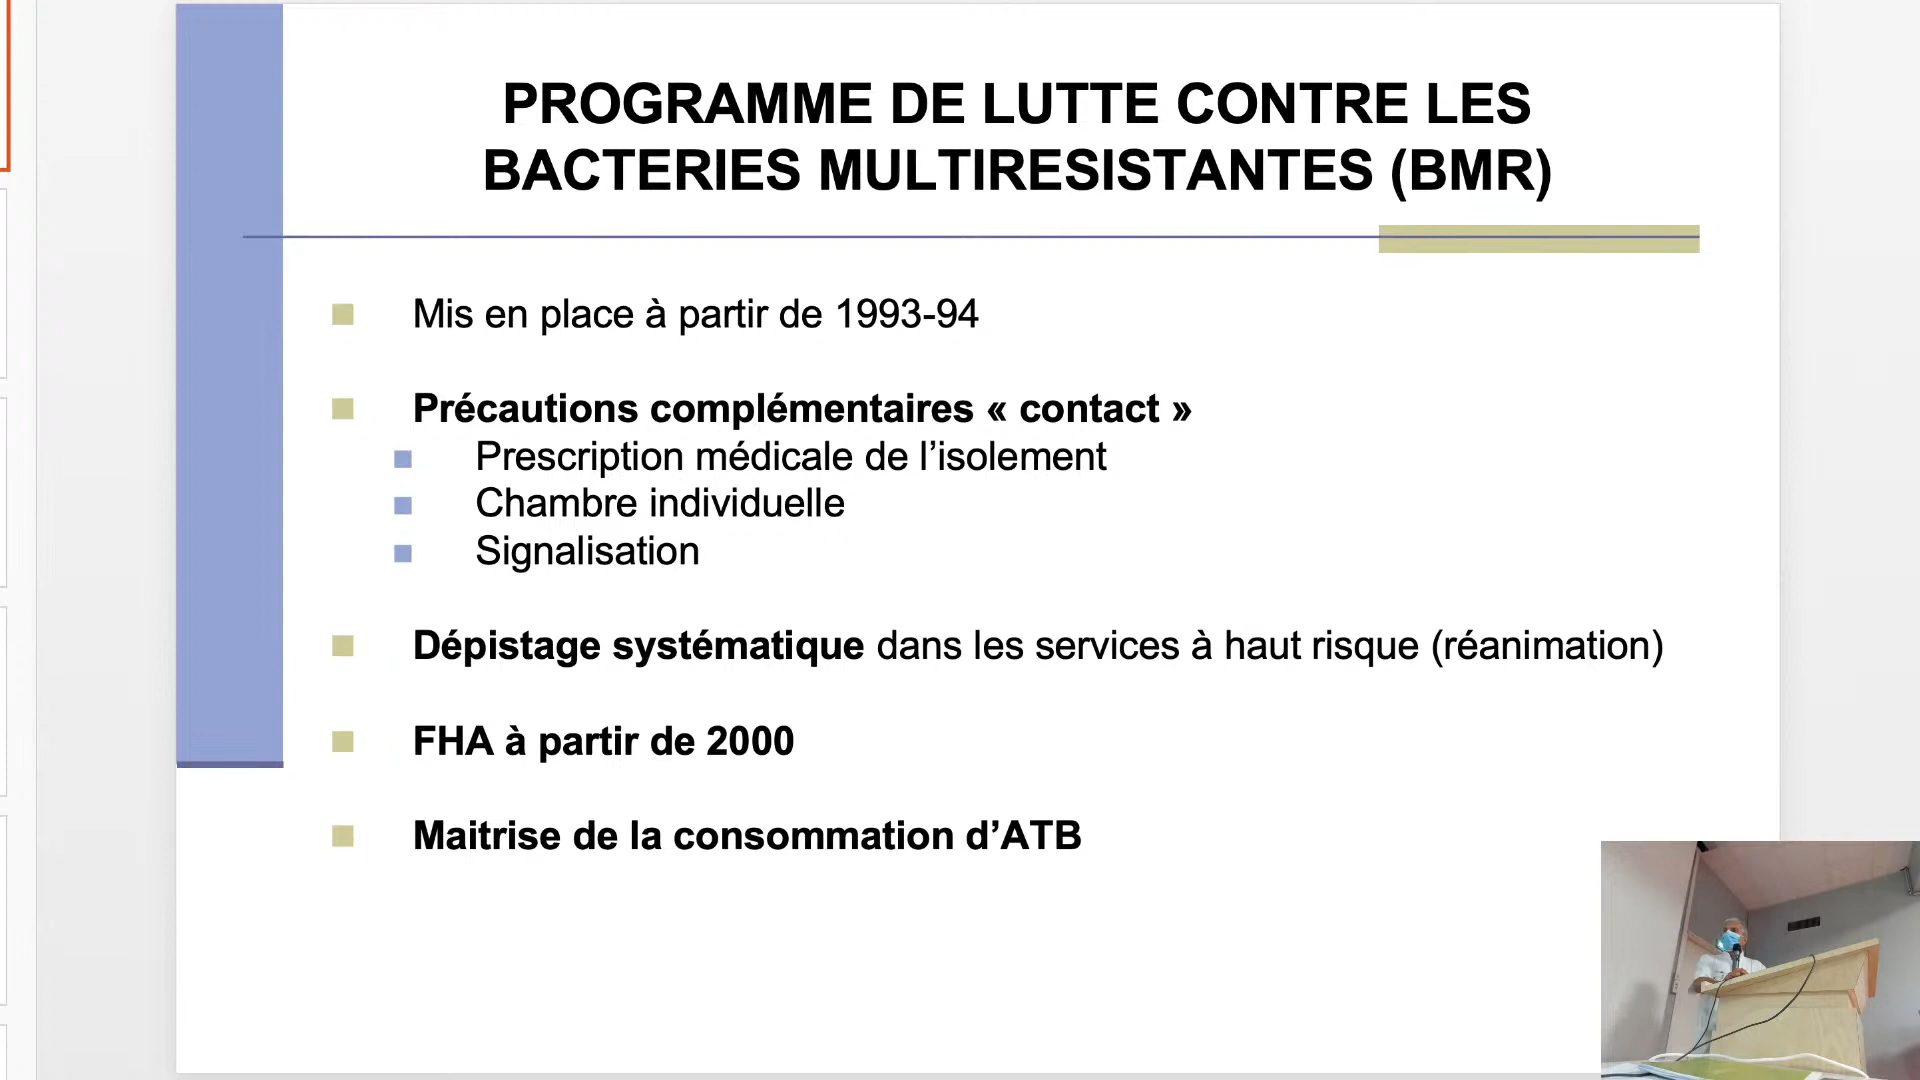 PROGRAMME DE LUTTE CONTRE LES
BACTERIES MULTIRESISTANTES (BMR)
Mis en place à partir de 1993-94
Précautions complémentaires « contact »
Prescription médicale de l’isolement
Chambre individuelle
Signalisation
Dépistage systématique dans les services à haut risque (réanimation)
FHA à partir de 2000
Maitrise de la consommation d’ATB